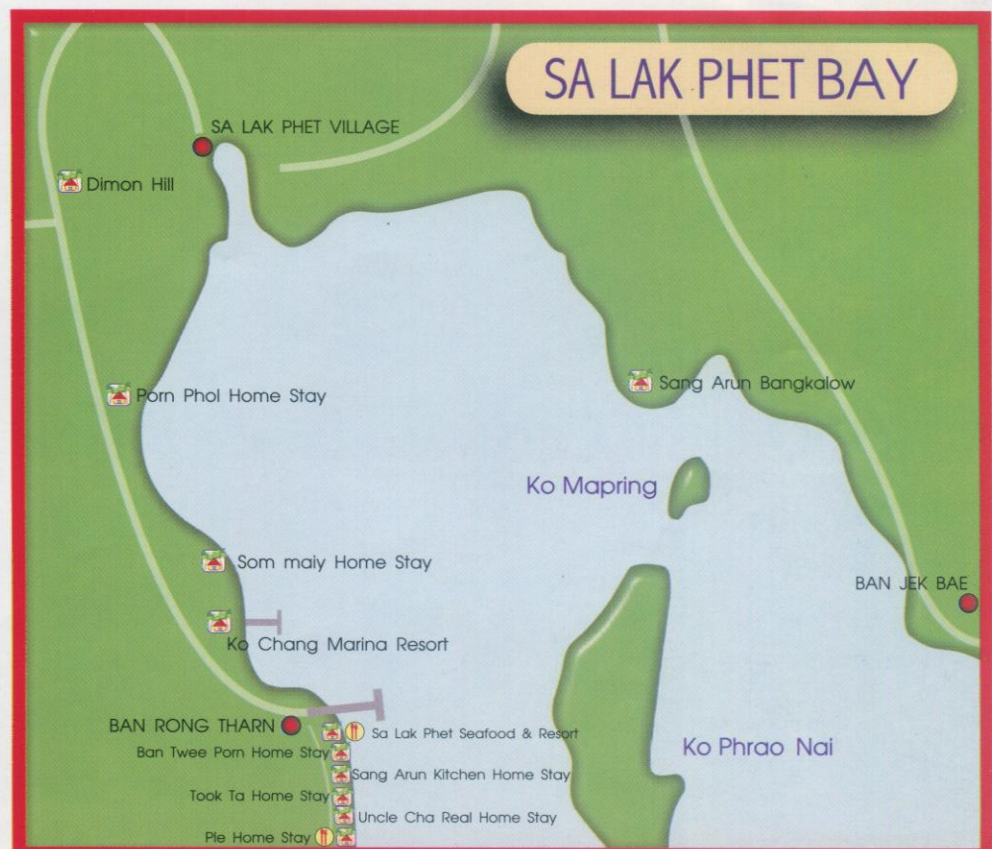 SA LAK PHET BAY
SA LAK PHET VILLAGE
Dimon Hill
Porn Phol Home Stay
Sang Arun Bangkalow
Ko Mapring
Som maiy Home Stay
BAN JEK BAE
Ko Chang Marina Resort
BAN RONG THARN
Sa Lak Phet Seafood & Resort
Ban Twee Porn Home Stay
Ko Phrao Nai
Sang Arun Kitchen Home Stay
Took Ta Home Stay
Uncle Cha Real Home Stay
Ple Home Stay